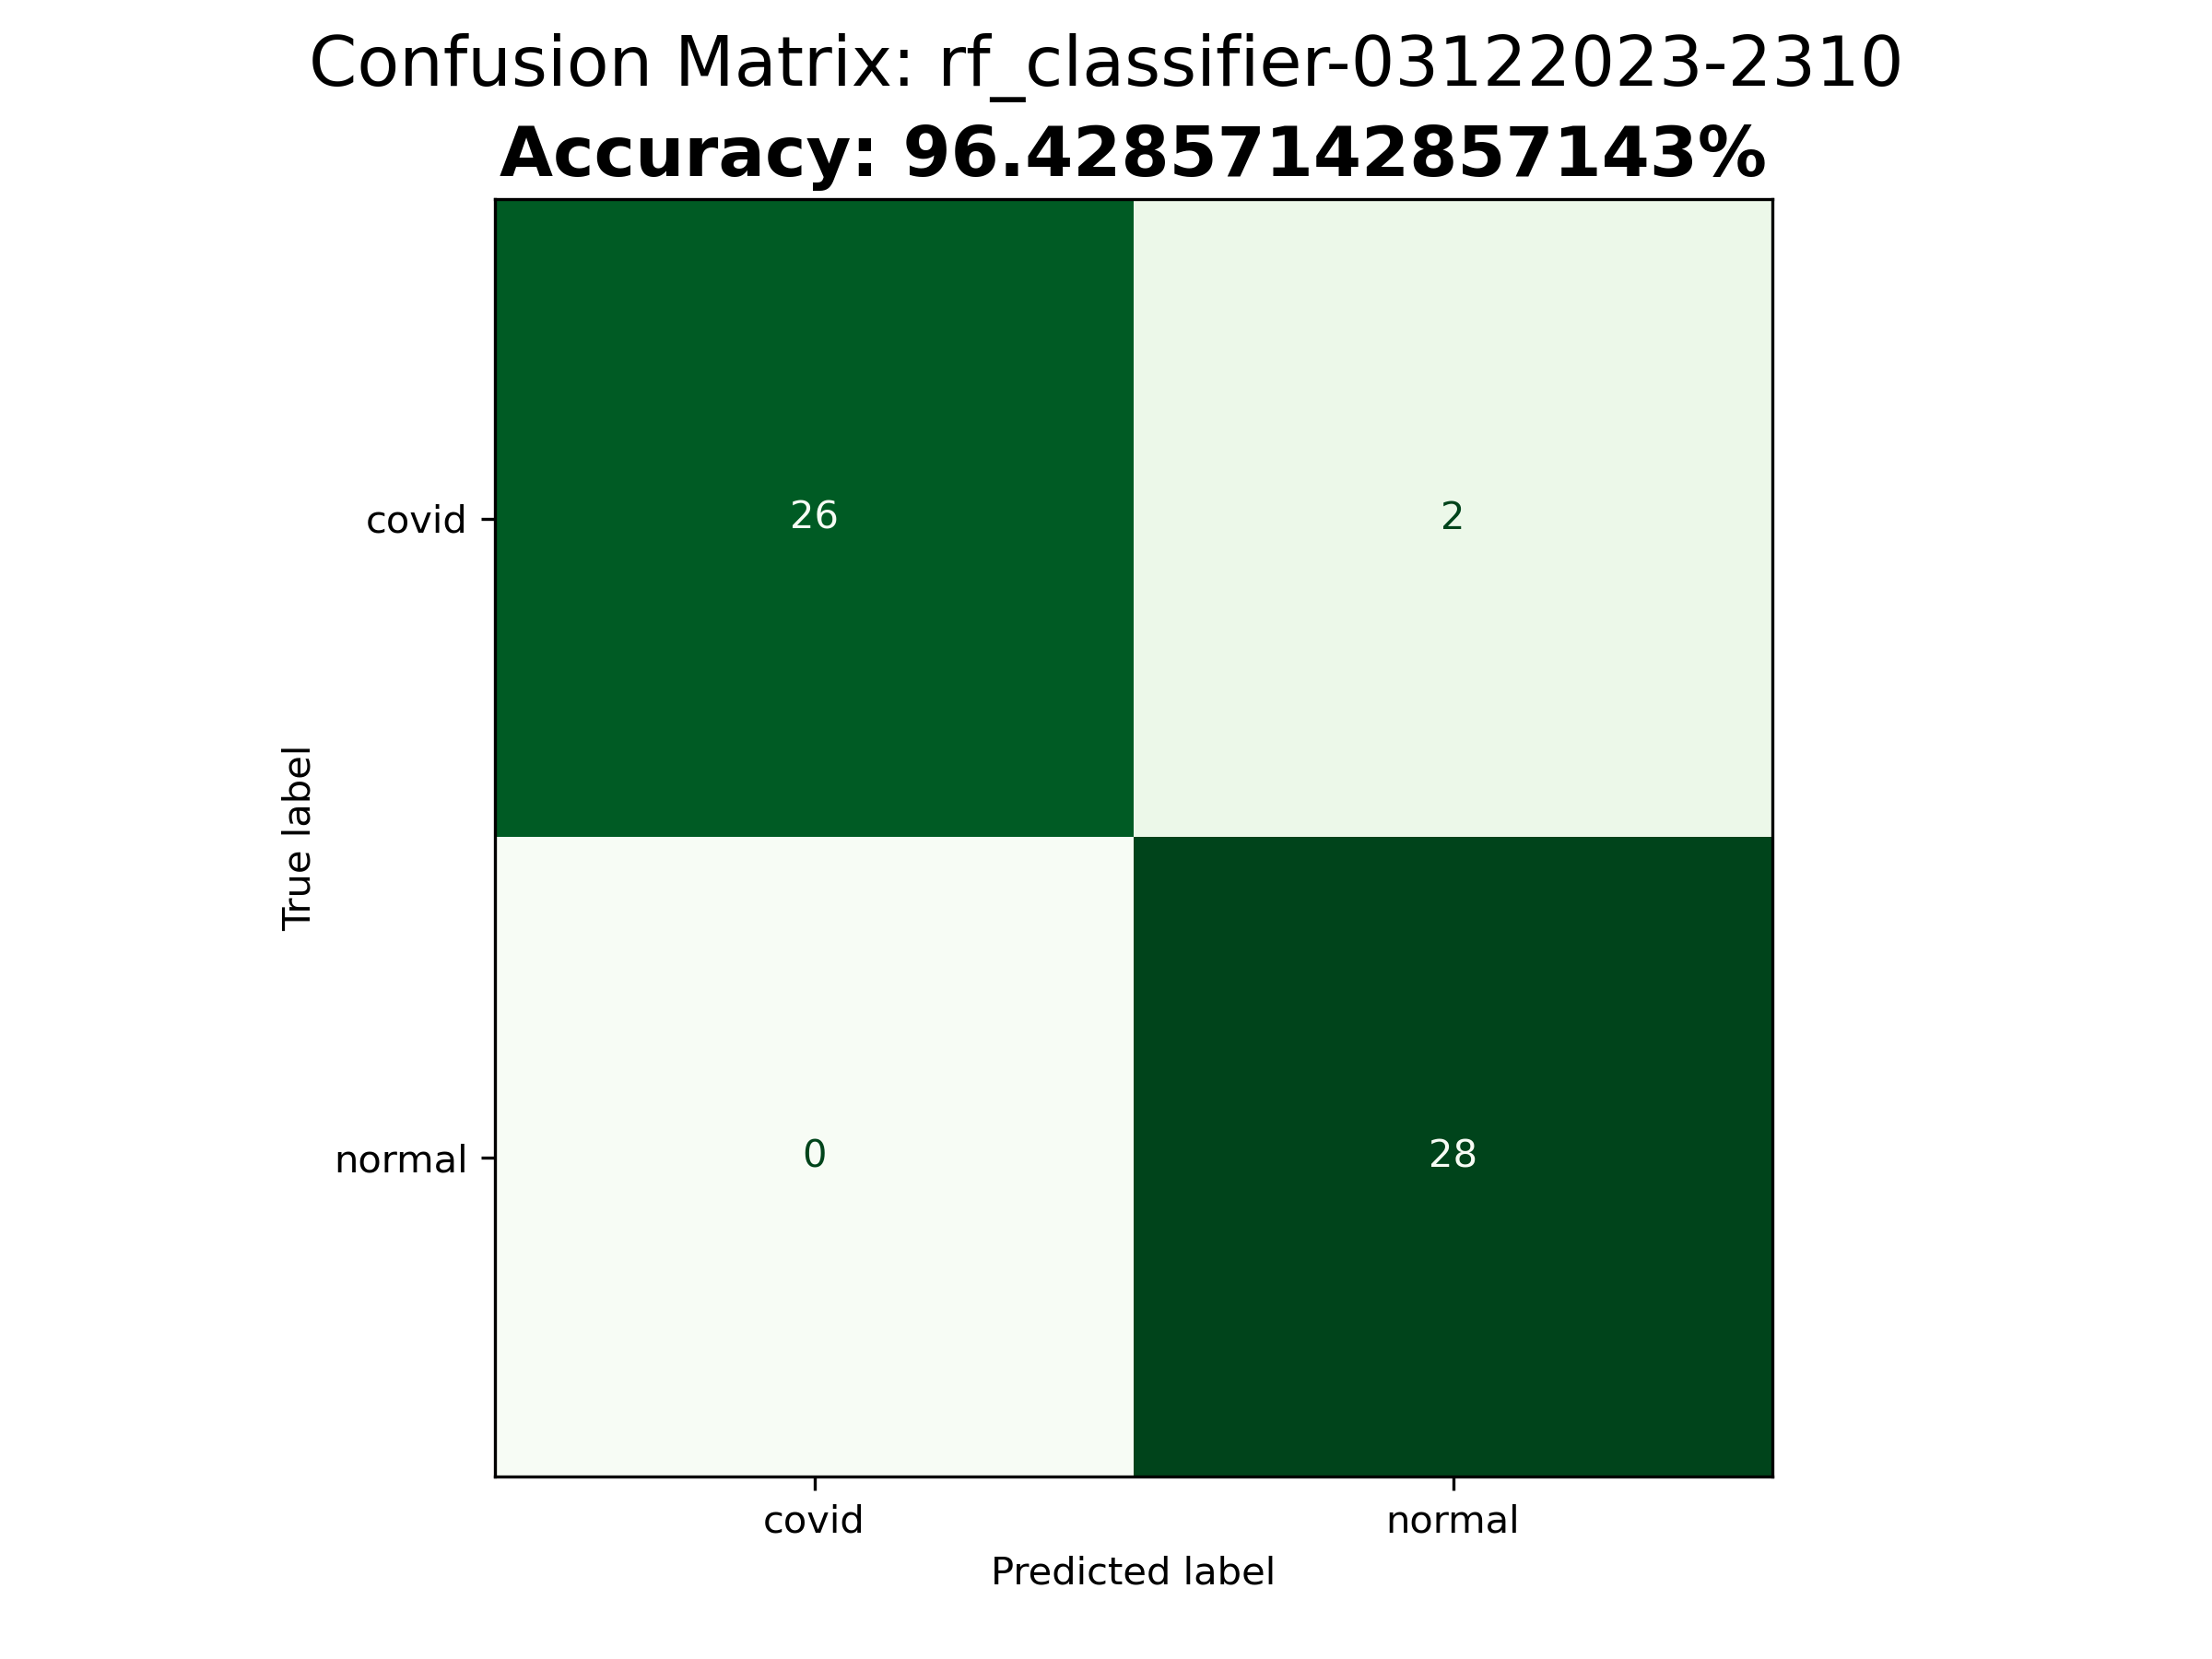 Confusion Matrix: rf_classifier-03122023-2310
Accuracy: 96.42857142857143%
covid
26
2
True label
normal
0
28
covid
normal
Predicted label